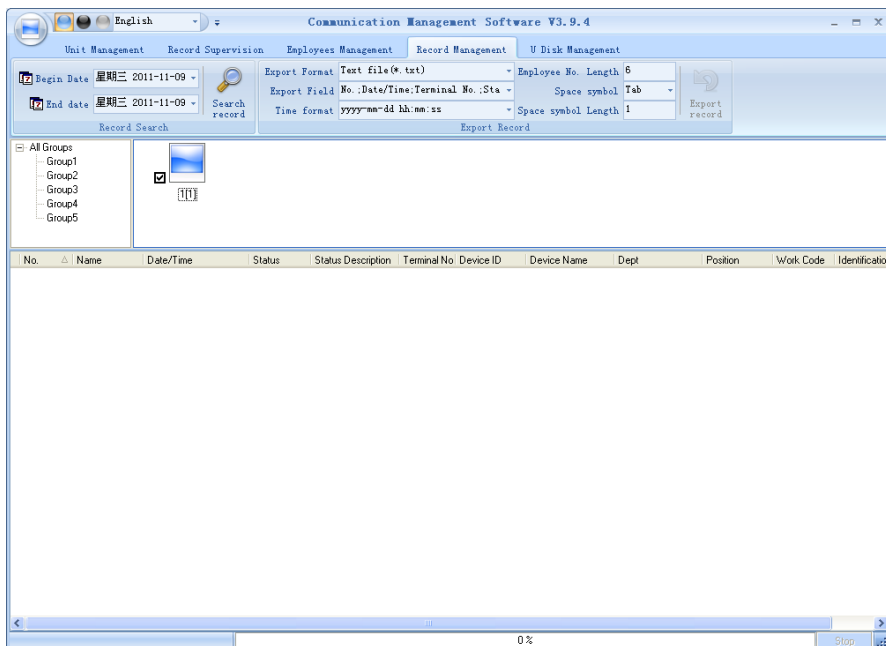 English
Communication Management Software V3.9.4
Unit Management Record Supervision Employees Management Record Management U Disk Management
Begin Date 星期三 2011-11-09
End date 星期三 2011-11-09
Search record
Record Search
Export Format Text file(*.txt) Employee No. Length 6
Export Field No.;Date/Time;Terminal No.;Sta Space symbol Tab
Time format yyyy-mm-dd hh:mm:ss Space symbol Length 1
Export record
Export Record
All Groups
Group1
Group2
Group3
Group4
Group5
1[1]
No. Name Date/Time Status Status Description Terminal No Device ID Device Name Dept Position Work Code Identificatio
0% Stop